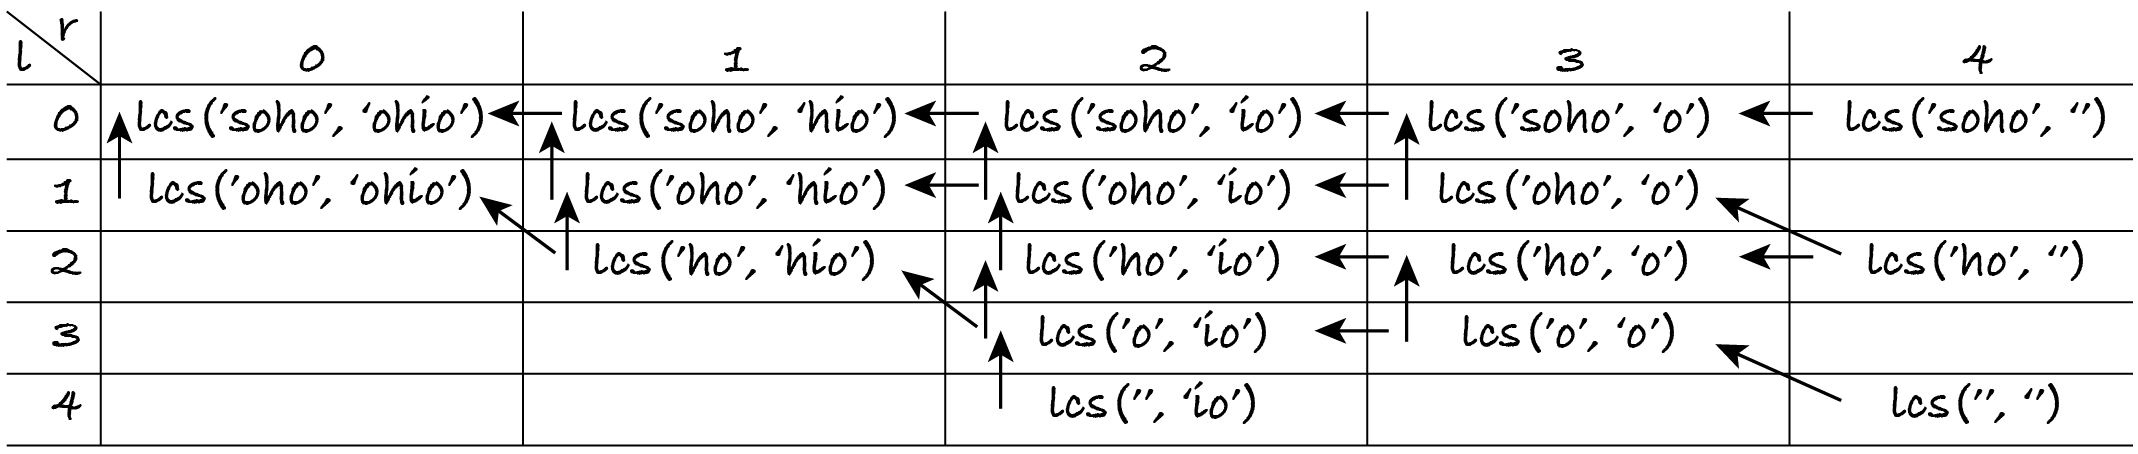 r
l 0 1 2 3 4
0 lcs('soho', 'ohio') lcs('soho', 'hio') lcs('soho', 'io') lcs('soho', 'o') lcs('soho', '')
1 lcs('oho', 'ohio') lcs('oho', 'hio') lcs('oho', 'io') lcs('oho', 'o')
2 lcs('ho', 'hio') lcs('ho', 'io') lcs('ho', 'o') lcs('ho', '')
3 lcs('o', 'io') lcs('o', 'o')
4 lcs('', 'io') lcs('', '')